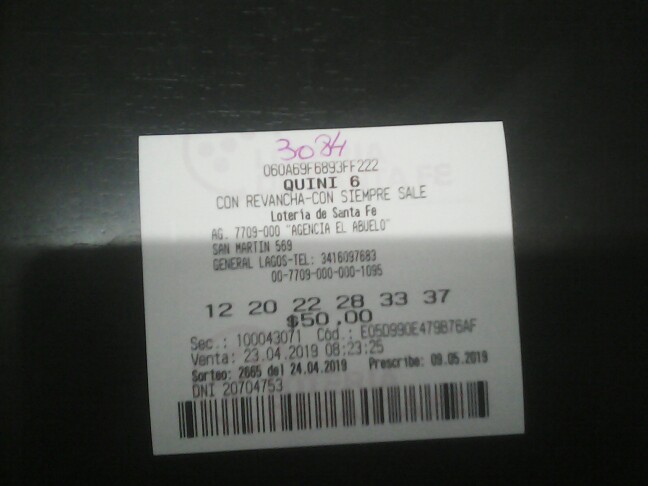 3084
060A69F6893FF222
QUINI 6
CON REVANCHA-CON SIEMPRE SALE
Lotería de Santa Fe
AG. 7709-000 "AGENCIA EL ABUELO"
SAN MARTIN 569
GENERAL LAGOS-TEL: 3416097683
00-7709-000-000-1095
12 20 22 28 33 37
$50.00
Sec.: 100043071 Cód.: E05D990E479B76AF
Venta: 23.04.2019 08:23:25
Sorteo: 2665 del 24.04.2019 Prescribe: 09.05.2019
DNI 20704753